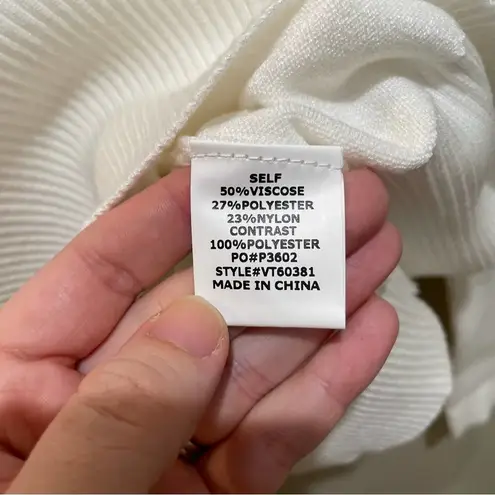 SELF
50%VISCOSE
27%POLYESTER
23%NYLON
CONTRAST
100%POLYESTER
PO#P3602
STYLE#VT60381
MADE IN CHINA